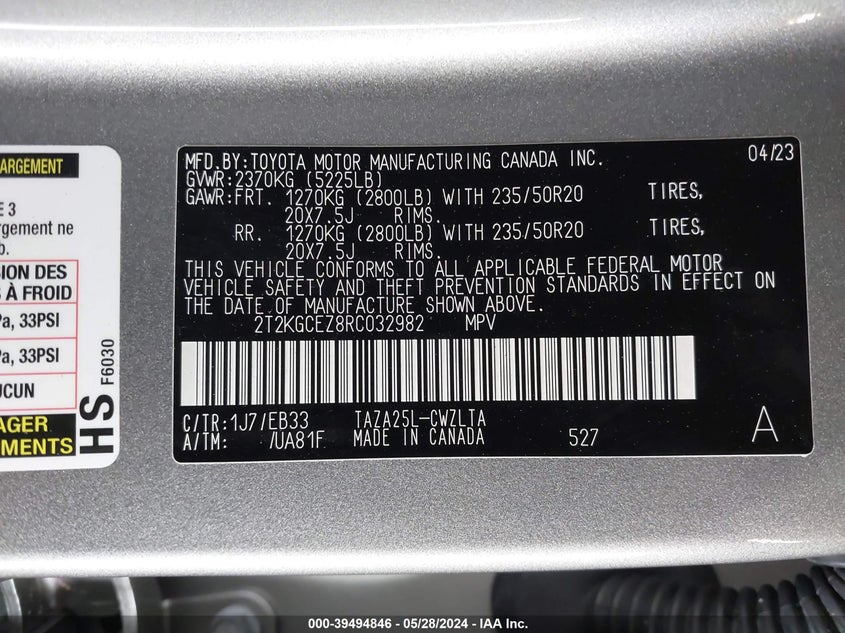 ARGEMENT
E 3
argement ne
b.
SION DES
S À FROID
Pa, 33PSI
Pa, 33PSI
UCUN
AGER
MENTS
HS F6030
MFD.BY:TOYOTA MOTOR MANUFACTURING CANADA INC. 04/23
GVWR:2370KG (5225LB)
GAWR:FRT. 1270KG (2800LB) WITH 235/50R20 TIRES,
20X7.5J RIMS.
RR. 1270KG (2800LB) WITH 235/50R20 TIRES,
20X7.5J RIMS.
THIS VEHICLE CONFORMS TO ALL APPLICABLE FEDERAL MOTOR
VEHICLE SAFETY AND THEFT PREVENTION STANDARDS IN EFFECT ON
THE DATE OF MANUFACTURE SHOWN ABOVE.
2T2KGCEZ8RC032982 MPV
C/TR:1J7/EB33 TAZA25L-CWZLTA
A/TM: /UA81F MADE IN CANADA 527 A
000-39494846 - 05/28/2024 - IAA Inc.